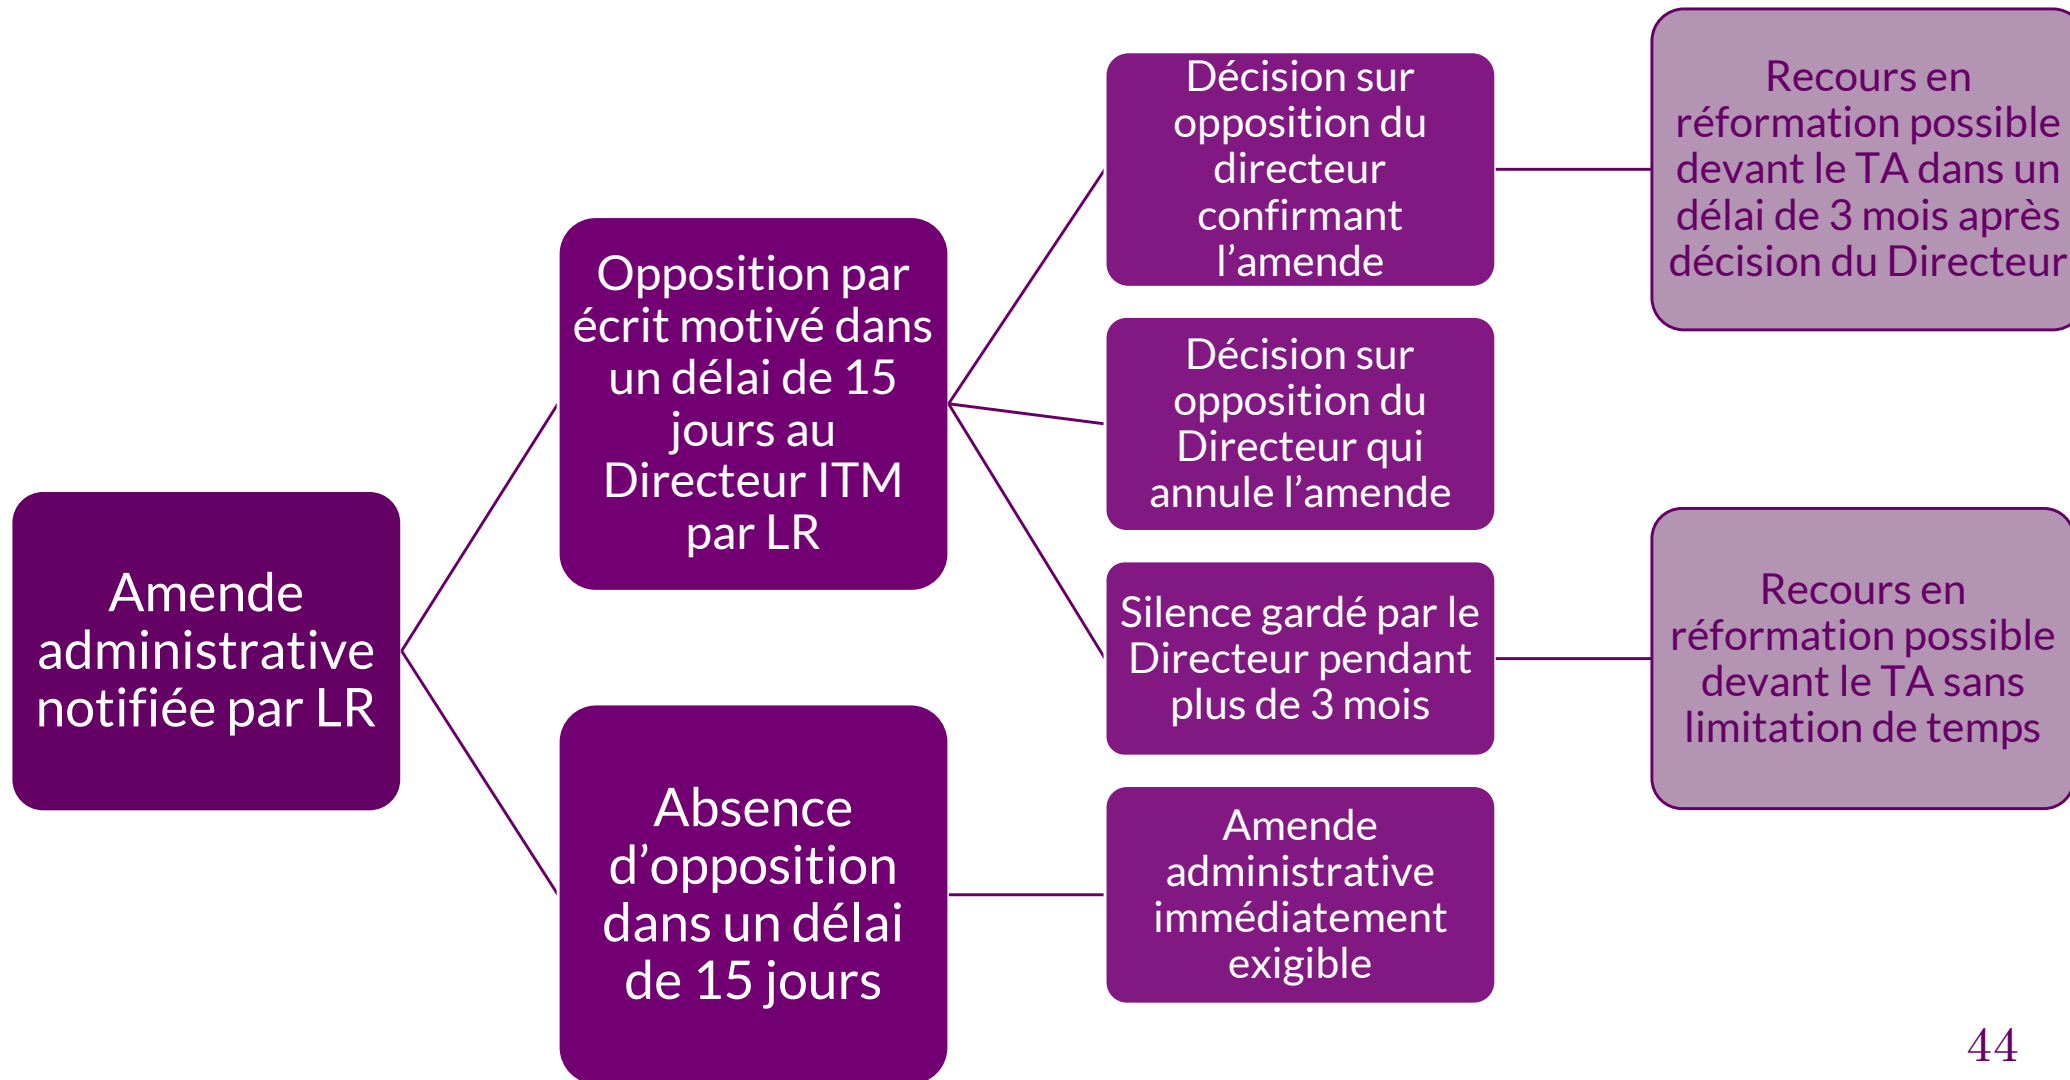 Amende
administrative
notifiée par LR
Opposition par
écrit motivé dans
un délai de 15
jours au
Directeur ITM
par LR
Absence
d’opposition
dans un délai
de 15 jours
Décision sur
opposition du
directeur
confirmant
l’amende
Décision sur
opposition du
Directeur qui
annule l’amende
Silence gardé par le
Directeur pendant
plus de 3 mois
Amende
administrative
immédiatement
exigible
Recours en
réformation possible
devant le TA dans un
délai de 3 mois après
décision du Directeur
Recours en
réformation possible
devant le TA sans
limitation de temps
44